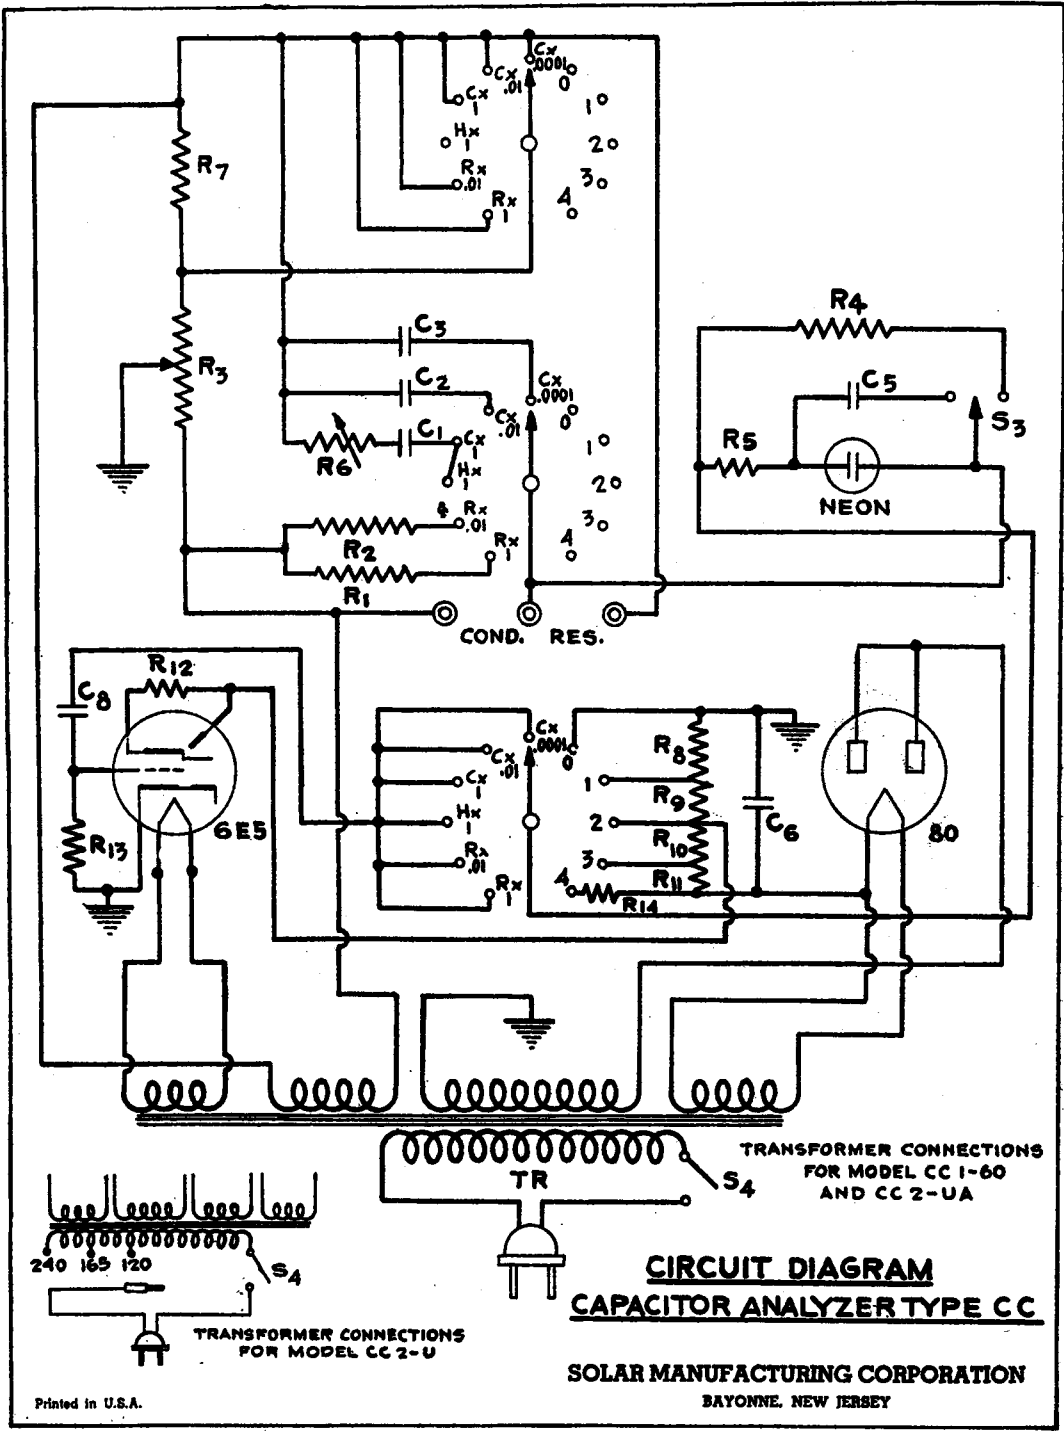 Cx
.0001
0
Cx
.01
1
Cx
1
2
Hx
1
3
Rx
.01
4
Rx
1
R7
R3
C3
C2
C1
R6
Cx
.0001
0
Cx
.01
1
Cx
1
2
Hx
1
3
4 Rx
.01
4
Rx
1
R2
R1
COND. RES.
R4
C5
S3
R5
NEON
R12
C8
6E5
R13
Cx
.0001
0
Cx
.01
1
Cx
1
2
Hx
1
3
Rx
.01
4
Rx
1
R8
R9
R10
R11
R14
C6
80
TR
S4
TRANSFORMER CONNECTIONS
FOR MODEL CC 1-60
AND CC 2-UA
240 165 120
S4
TRANSFORMER CONNECTIONS
FOR MODEL CC 2-U
CIRCUIT DIAGRAM
CAPACITOR ANALYZER TYPE CC
SOLAR MANUFACTURING CORPORATION
BAYONNE, NEW JERSEY
Printed in U.S.A.